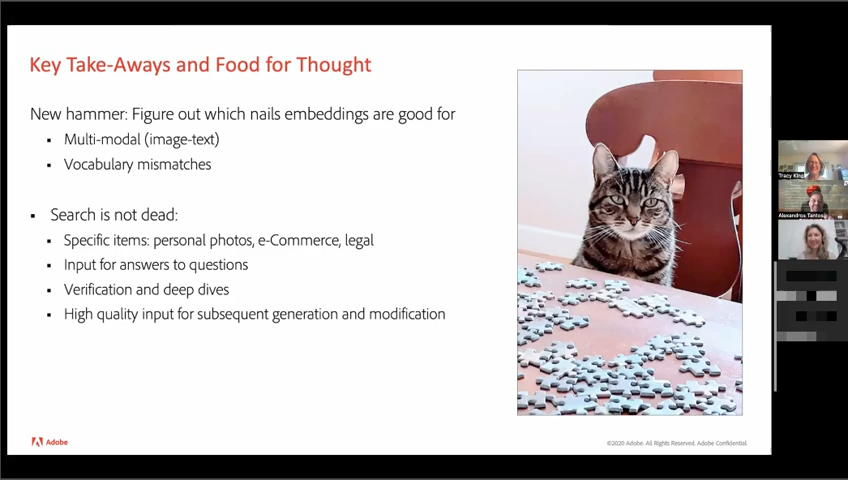 Key Take-Aways and Food for Thought
New hammer: Figure out which nails embeddings are good for
▪ Multi-modal (image-text)
▪ Vocabulary mismatches
▪ Search is not dead:
▪ Specific items: personal photos, e-Commerce, legal
▪ Input for answers to questions
▪ Verification and deep dives
▪ High quality input for subsequent generation and modification
Adobe
©2020 Adobe. All Rights Reserved. Adobe Confidential.
Tracy King
Alexandros